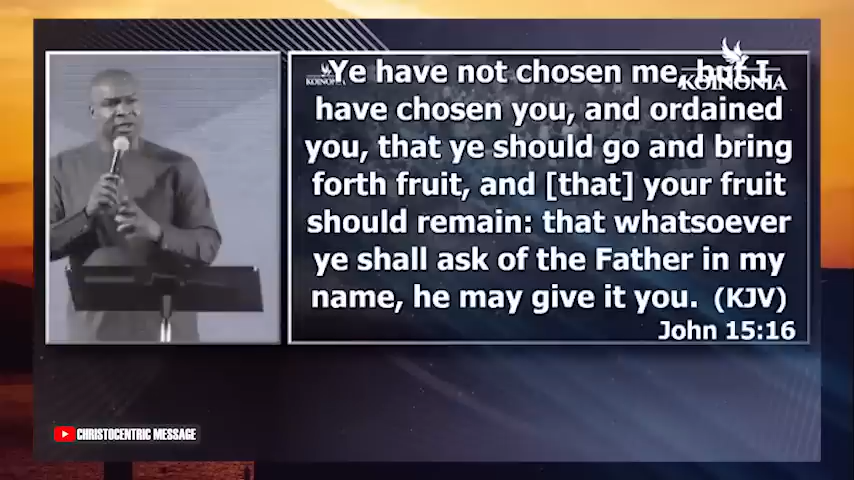 Ye have not chosen me, but I
have chosen you, and ordained
you, that ye should go and bring
forth fruit, and [that] your fruit
should remain: that whatsoever
ye shall ask of the Father in my
name, he may give it you. (KJV)
John 15:16
KOINONIA
KOINONIA
CHRISTOCENTRIC MESSAGE